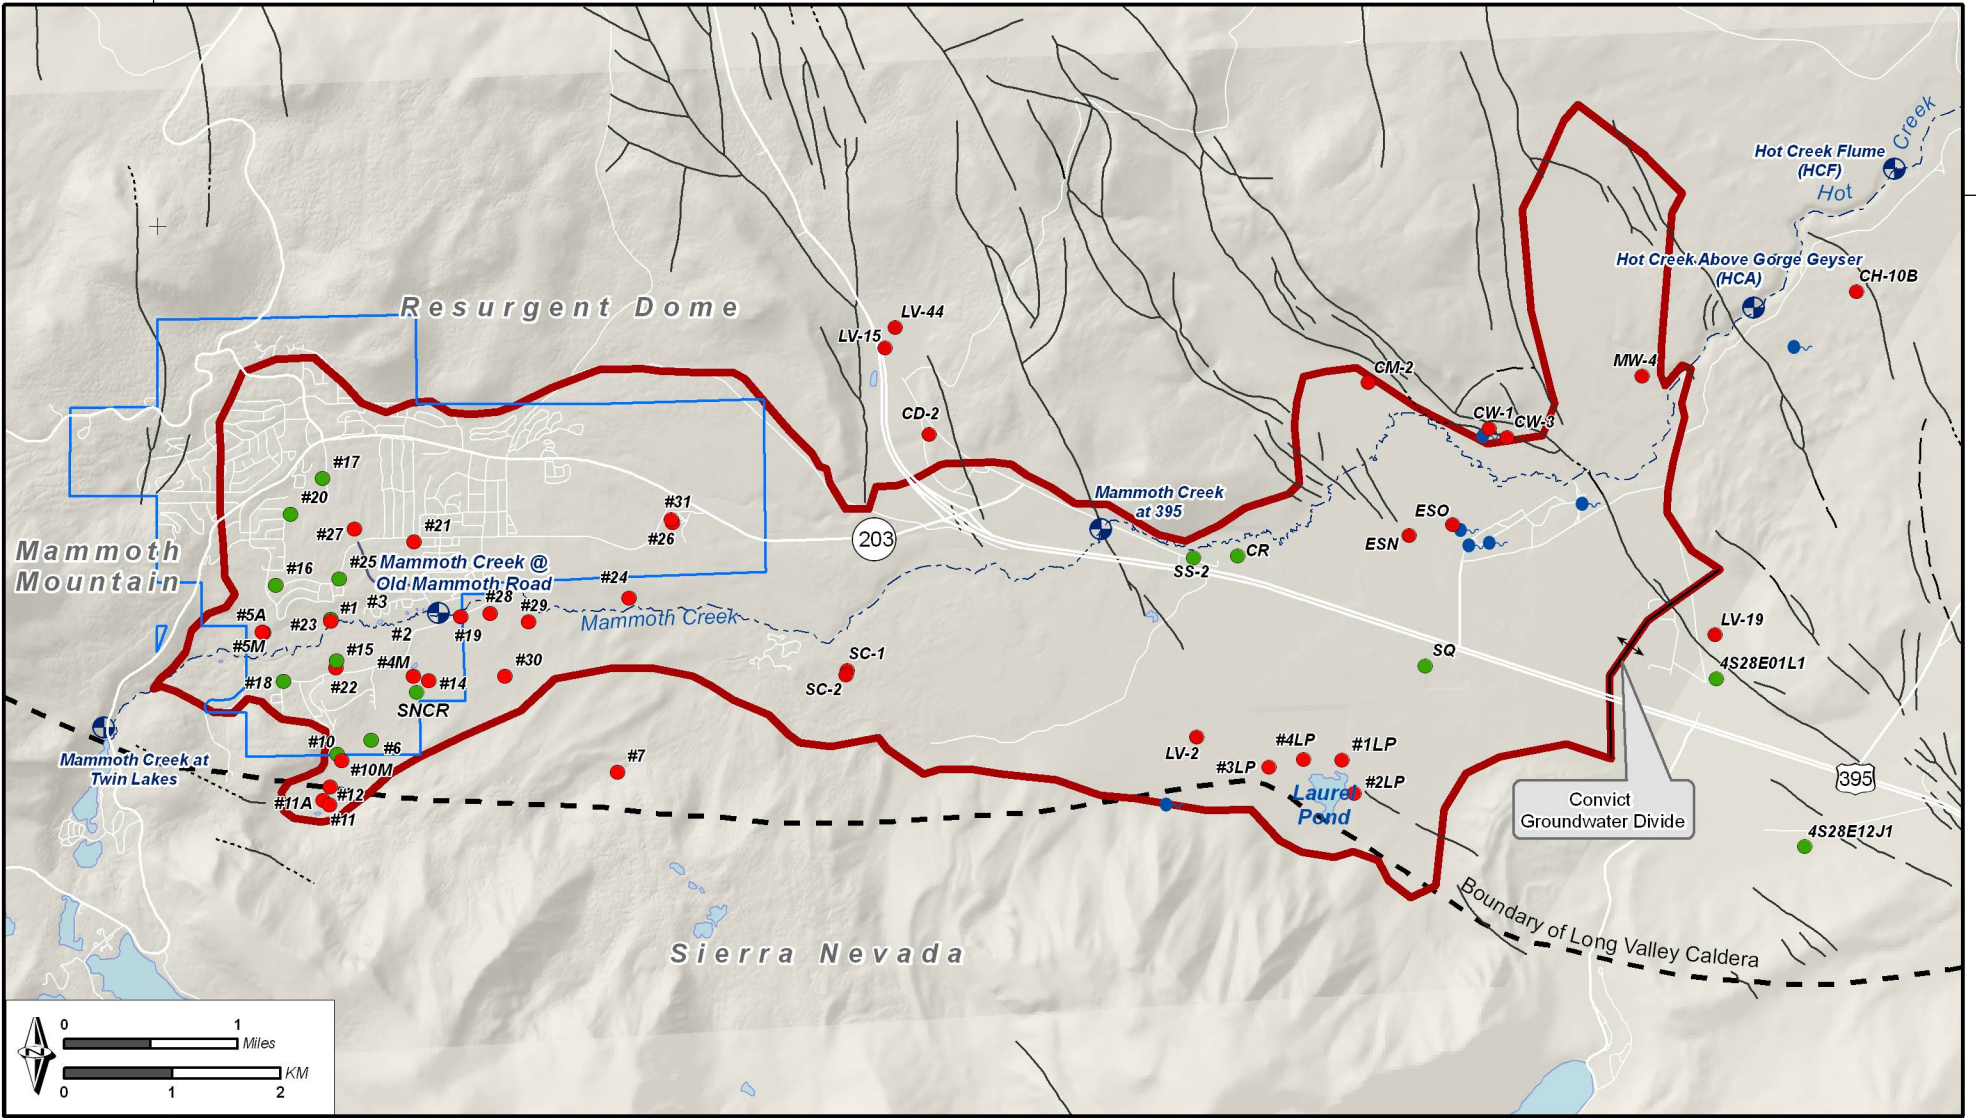 Creek
Hot Creek Flume
(HCF)
Hot
Hot Creek Above Gorge Geyser
(HCA)
CH-10B
Resurgent Dome
LV-44
LV-15
MW-4
CM-2
CD-2
CW-1
CW-3
#17
#20
Mammoth Creek
at 395
#31
#27
#21
#26
203
ESO
ESN
CR
SS-2
Mammoth
Mountain
#16
#25
Mammoth Creek @
Old Mammoth Road
#24
#5A
#23
#1
#3
#28
#29
Mammoth Creek
#5M
#2
#19
LV-19
#15
#4M
#30
SC-1
SQ
4S28E01L1
#18
#22
#14
SC-2
SNCR
#10
#6
#10M
#7
LV-2
#4LP
#1LP
#3LP
#2LP
Mammoth Creek at
Twin Lakes
#12
#11A
#11
Laurel
Pond
395
Convict
Groundwater Divide
4S28E12J1
Boundary of Long Valley Caldera
Sierra Nevada
N
0 1
Miles
KM
0 1 2